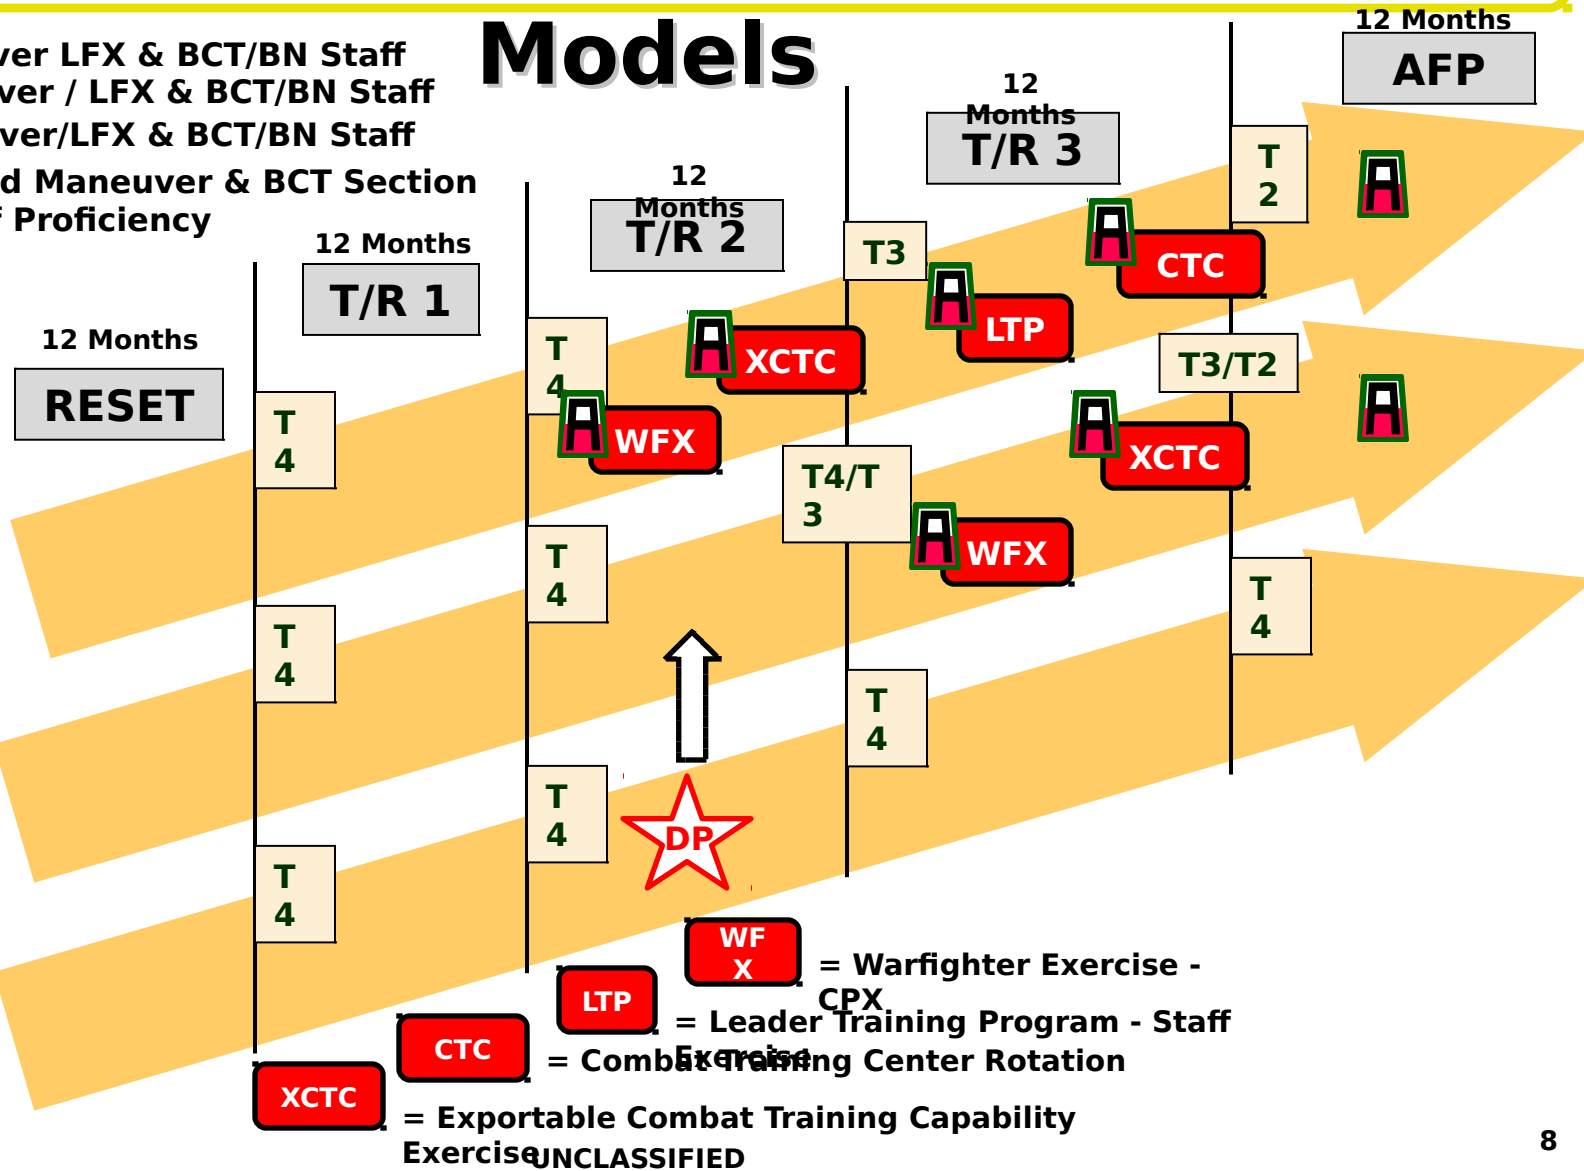 Models
ver LFX & BCT/BN Staff
ver / LFX & BCT/BN Staff
ver/LFX & BCT/BN Staff
d Maneuver & BCT Section
f Proficiency
12 Months
AFP
12
Months
T/R 3
12
Months
T/R 2
12 Months
T/R 1
12 Months
RESET
T
2
T3
CTC
LTP
T
4
XCTC
WFX
T
4
T3/T2
XCTC
T4/T
3
WFX
T
4
T
4
T
4
T
4
T
4
DP
T
4
WF
X
= Warfighter Exercise -
CPX
LTP
= Leader Training Program - Staff
Exercise
CTC
= Combat Training Center Rotation
XCTC
= Exportable Combat Training Capability
Exercise
UNCLASSIFIED
8